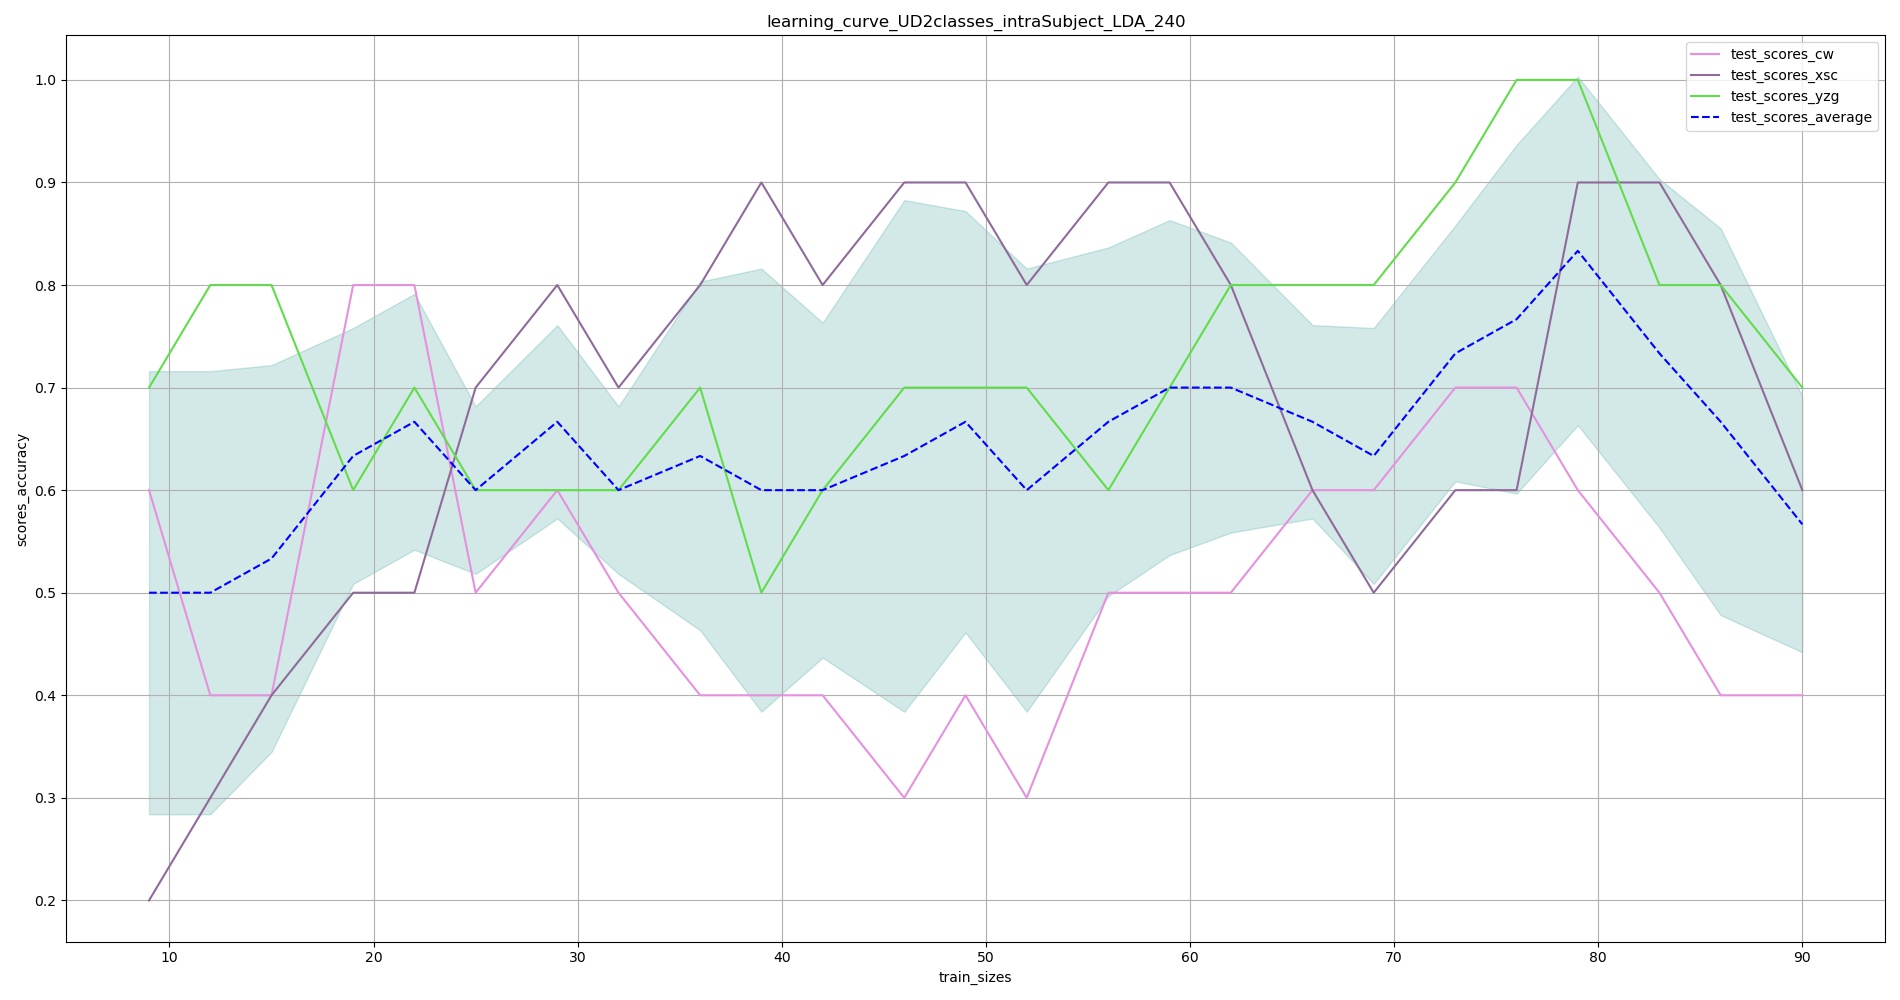 learning_curve_UD2classes_intraSubject_LDA_240
test_scores_cw
test_scores_xsc
test_scores_yzg
test_scores_average
scores_accuracy
1.0
0.9
0.8
0.7
0.6
0.5
0.4
0.3
0.2
10 20 30 40 50 60 70 80 90
train_sizes